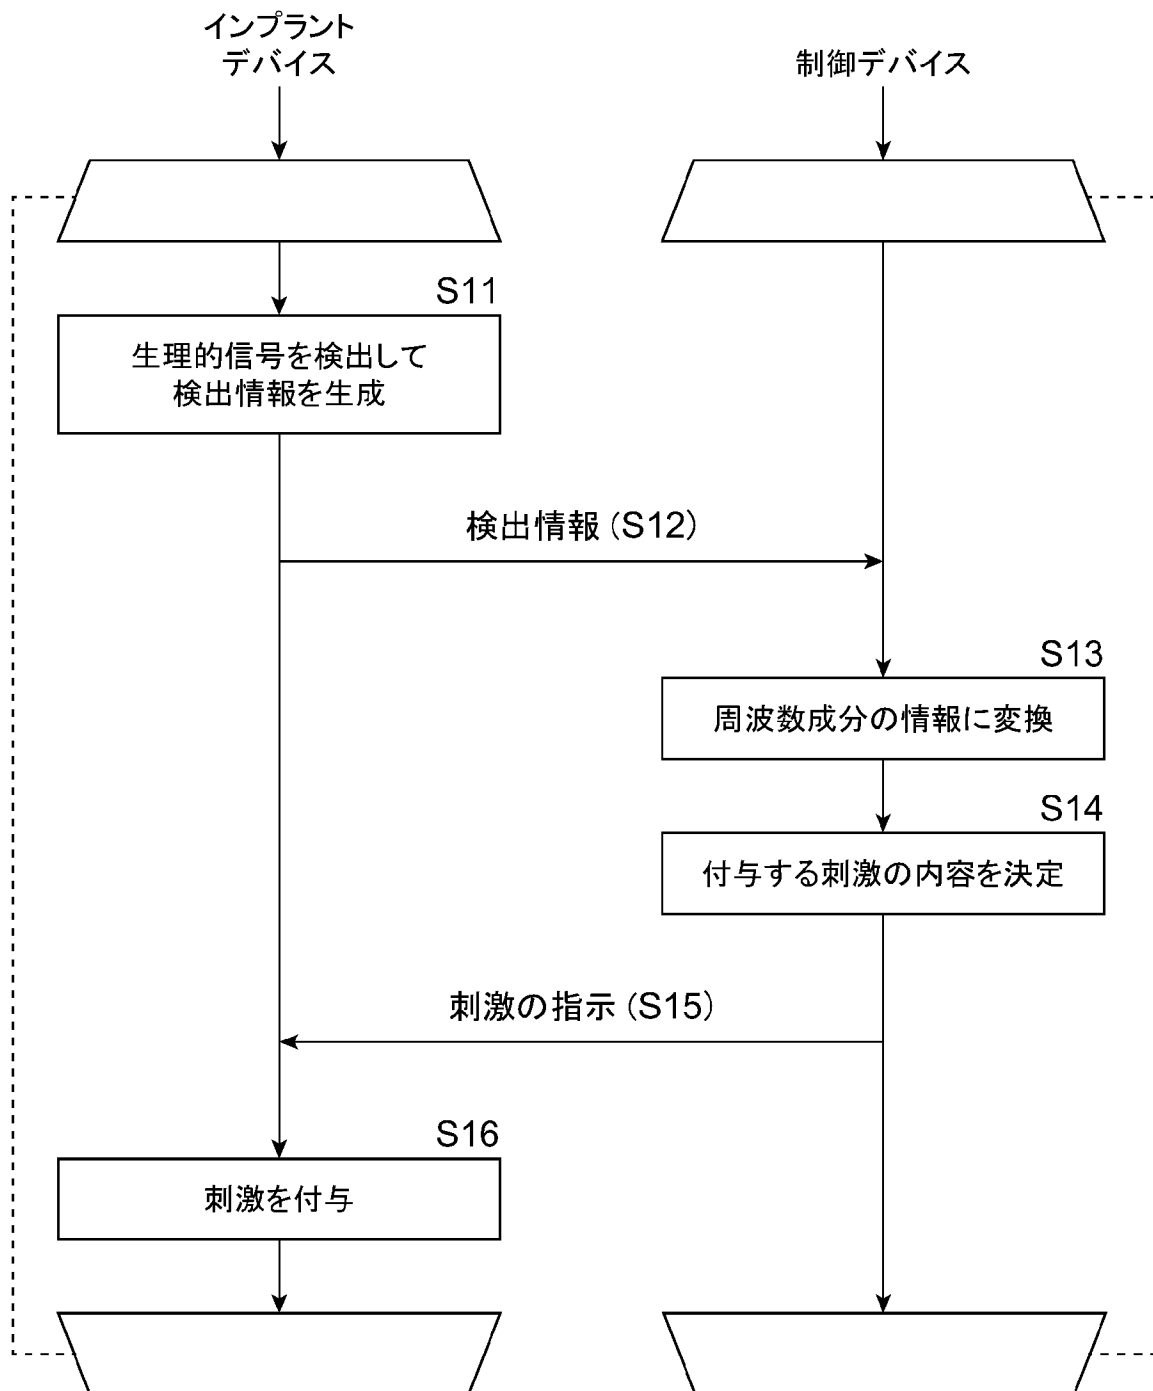 インプラント
デバイス
制御デバイス
S11
生理的信号を検出して
検出情報を生成
検出情報 (S12)
S13
周波数成分の情報に変換
S14
付与する刺激の内容を決定
刺激の指示 (S15)
S16
刺激を付与